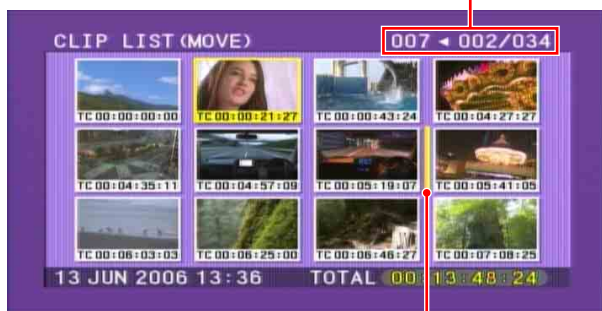 CLIP LIST(MOVE) 007 ◄ 002/034
TC 00:00:00:00 TC 00:00:21:27 TC 00:00:43:24 TC 00:04:27:27
TC 00:04:35:11 TC 00:04:57:09 TC 00:05:19:07 TC 00:05:41:05
TC 00:06:03:03 TC 00:06:25:00 TC 00:06:46:27 TC 00:07:08:25
13 JUN 2006 13:36 TOTAL 00:13:48:24